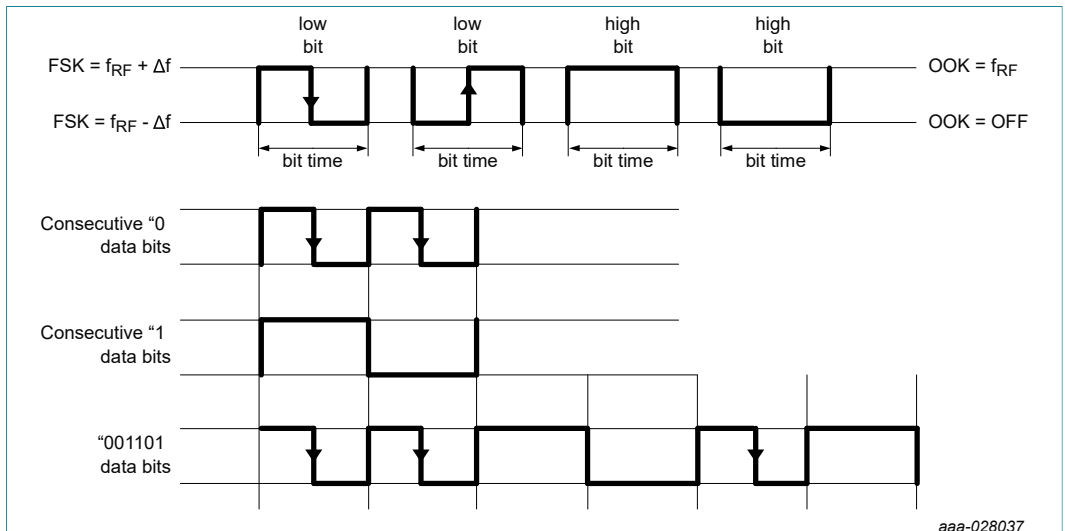 low
bit
low
bit
high
bit
high
bit
FSK = fRF + Δf
OOK = fRF
FSK = fRF - Δf
OOK = OFF
bit time
bit time
bit time
bit time
Consecutive “0
data bits
Consecutive “1
data bits
“001101
data bits
aaa-028037